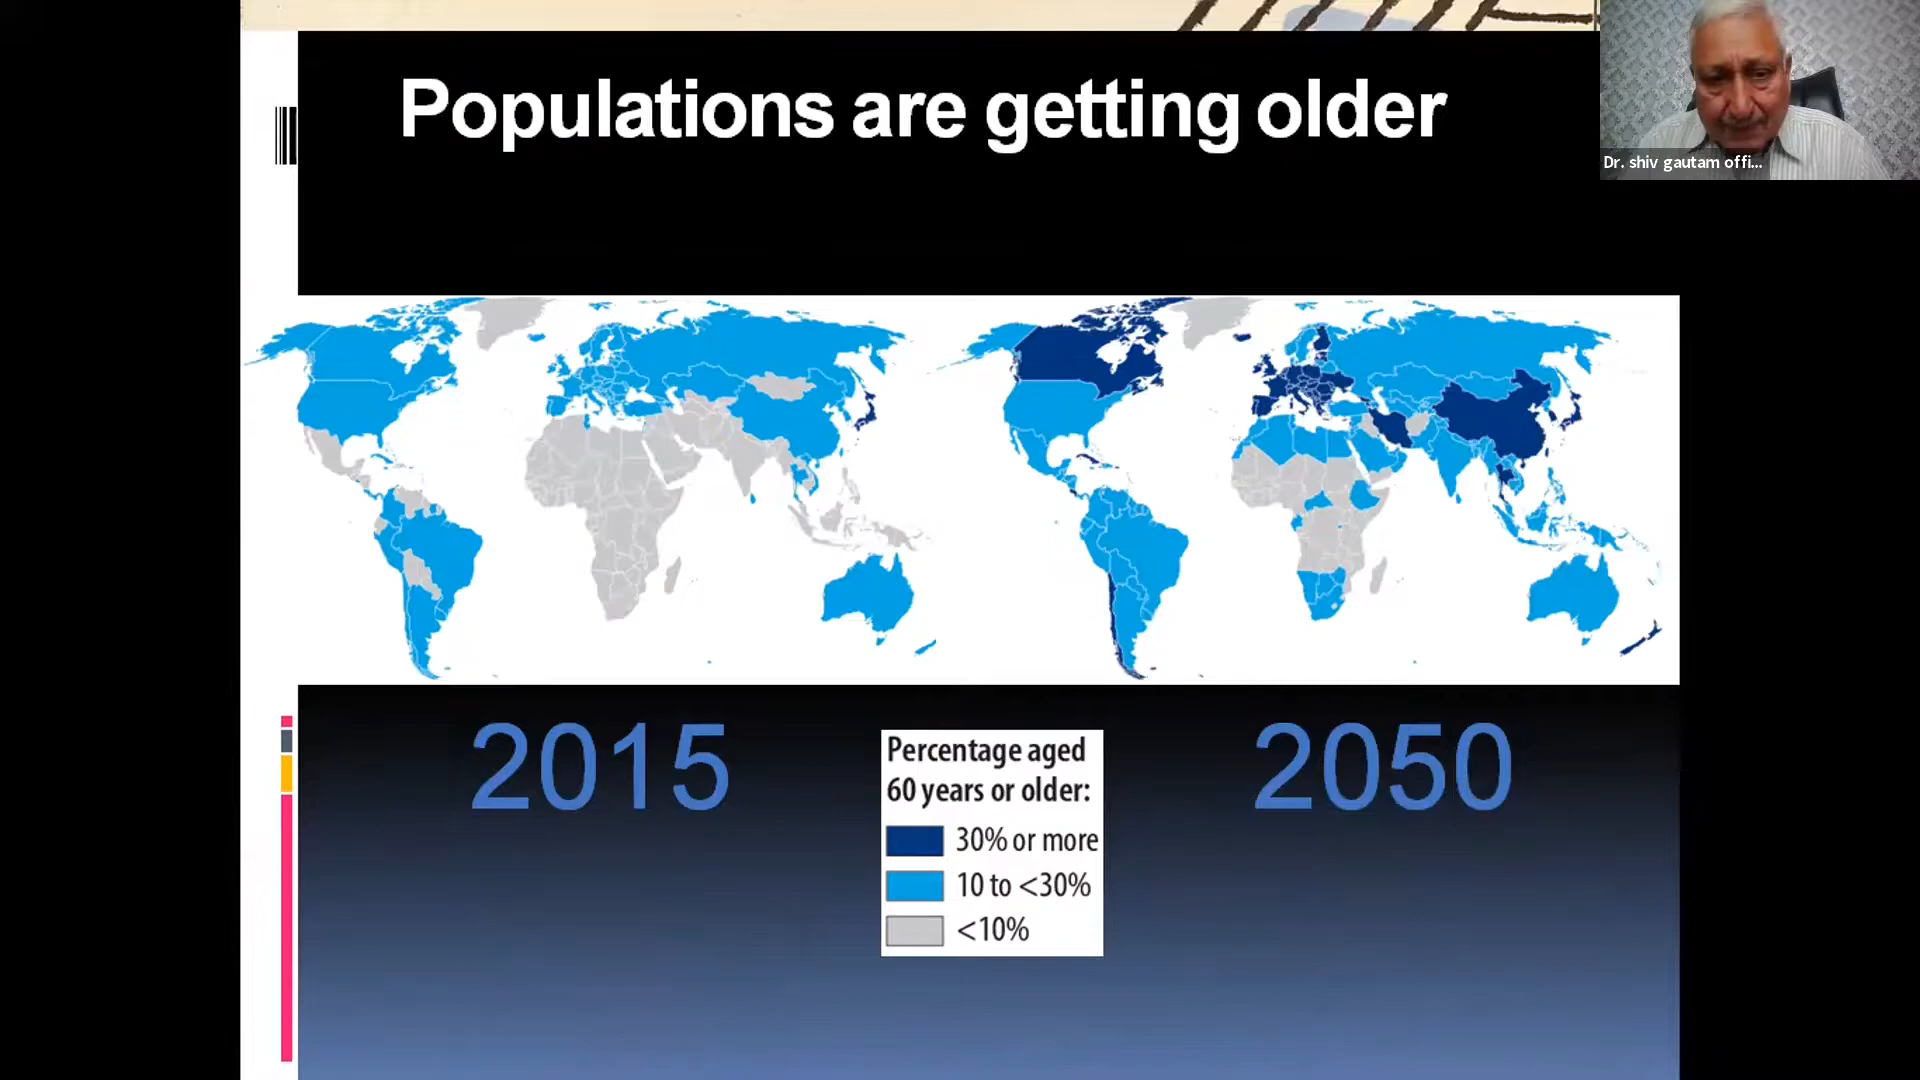 Populations are getting older
Dr. shiv gautam offi...
2015
2050
Percentage aged
60 years or older:
30% or more
10 to <30%
<10%